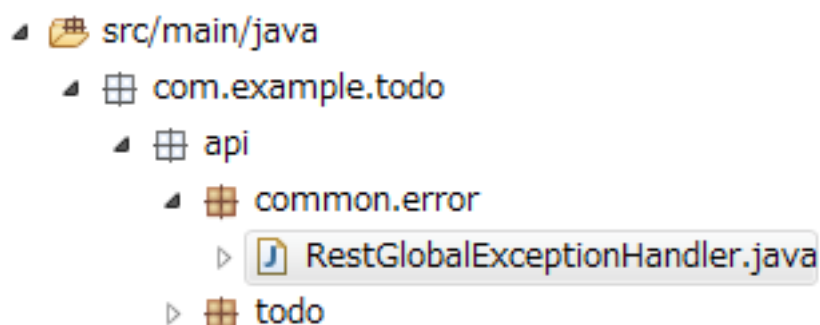 src/main/java
com.example.todo
api
common.error
RestGlobalExceptionHandler.java
todo